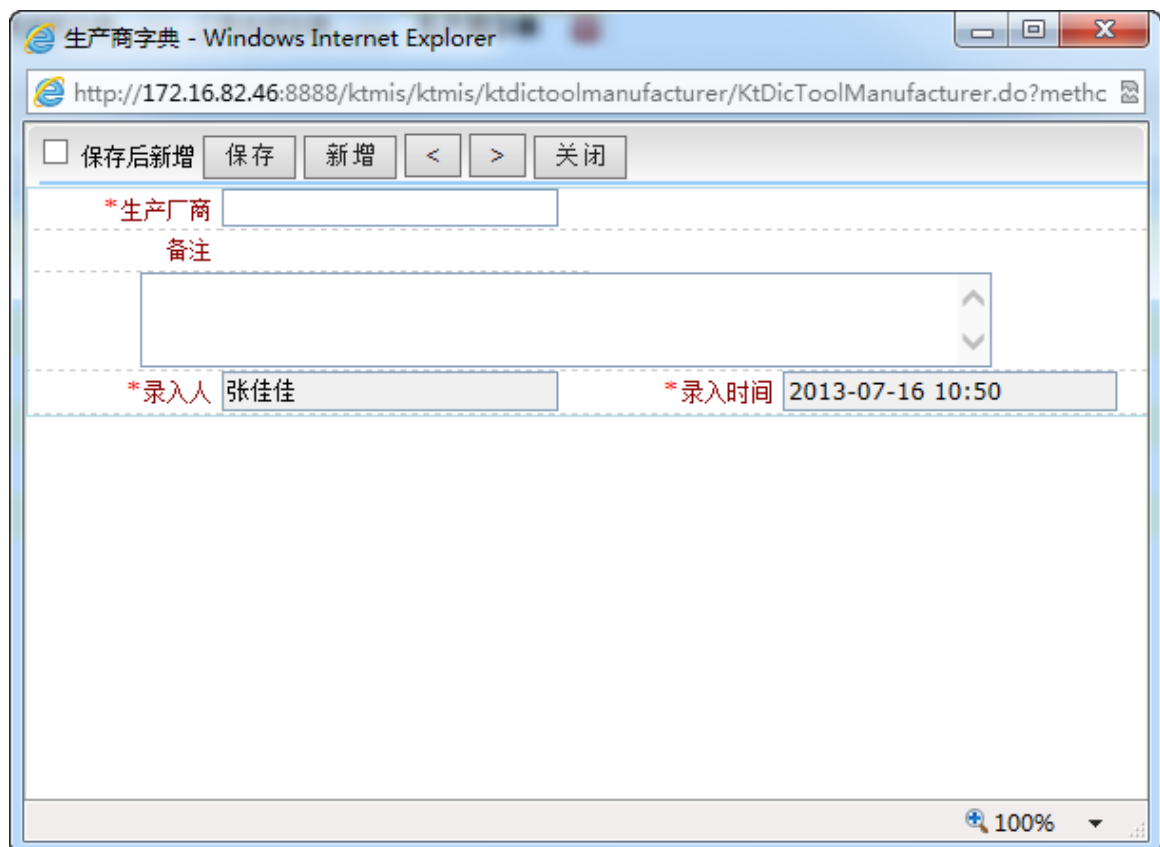 生产商字典 - Windows Internet Explorer
http://172.16.82.46:8888/ktmis/ktmis/ktdictoolmanufacturer/KtDicToolManufacturer.do?methc
保存后新增 保存 新增 < > 关闭
*生产厂商
备注
*录入人 张佳佳 *录入时间 2013-07-16 10:50
100%